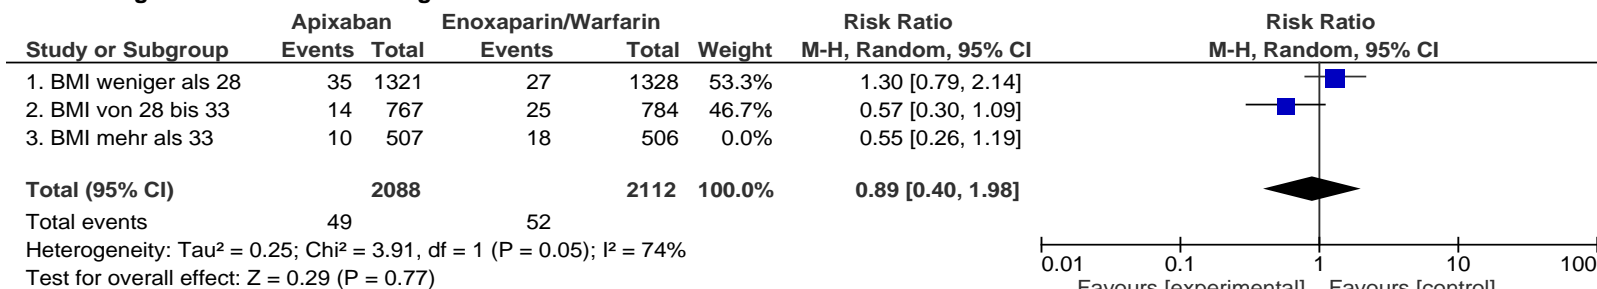 Apixaban Enoxaparin/Warfarin Risk Ratio Risk Ratio
Study or Subgroup Events Total Events Total Weight M-H, Random, 95% CI M-H, Random, 95% CI
1. BMI weniger als 28 35 1321 27 1328 53.3% 1.30 [0.79, 2.14]
2. BMI von 28 bis 33 14 767 25 784 46.7% 0.57 [0.30, 1.09]
3. BMI mehr als 33 10 507 18 506 0.0% 0.55 [0.26, 1.19]
Total (95% CI) 2088 2112 100.0% 0.89 [0.40, 1.98]
Total events 49 52
Heterogeneity: Tau² = 0.25; Chi² = 3.91, df = 1 (P = 0.05); I² = 74%
Test for overall effect: Z = 0.29 (P = 0.77)
0.01 0.1 1 10 100
Favours [experimental] Favours [control]